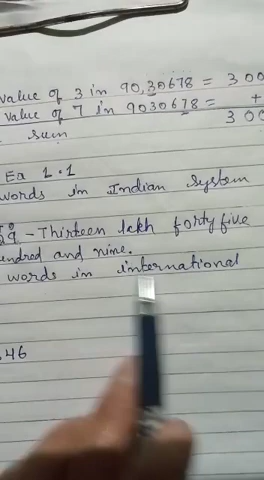 value of 3 in 90,30678 = 300
value of 7 in 9030678 = +
sum 300
Ex 1.1
words in Indian System
9 - Thirteen lakh forty five
hundred and nine.
words in international
46